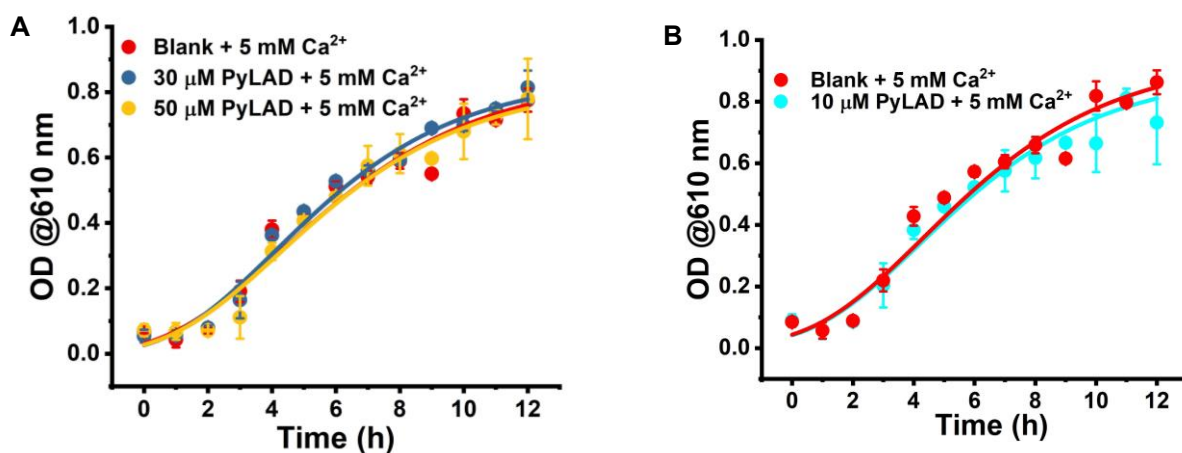 A
OD @610 nm
1.0
0.8
0.6
0.4
0.2
0.0
Blank + 5 mM Ca²⁺
30 μM PyLAD + 5 mM Ca²⁺
50 μM PyLAD + 5 mM Ca²⁺
0 2 4 6 8 10 12
Time (h)
B
OD @610 nm
1.0
0.8
0.6
0.4
0.2
0.0
Blank + 5 mM Ca²⁺
10 μM PyLAD + 5 mM Ca²⁺
0 2 4 6 8 10 12
Time (h)